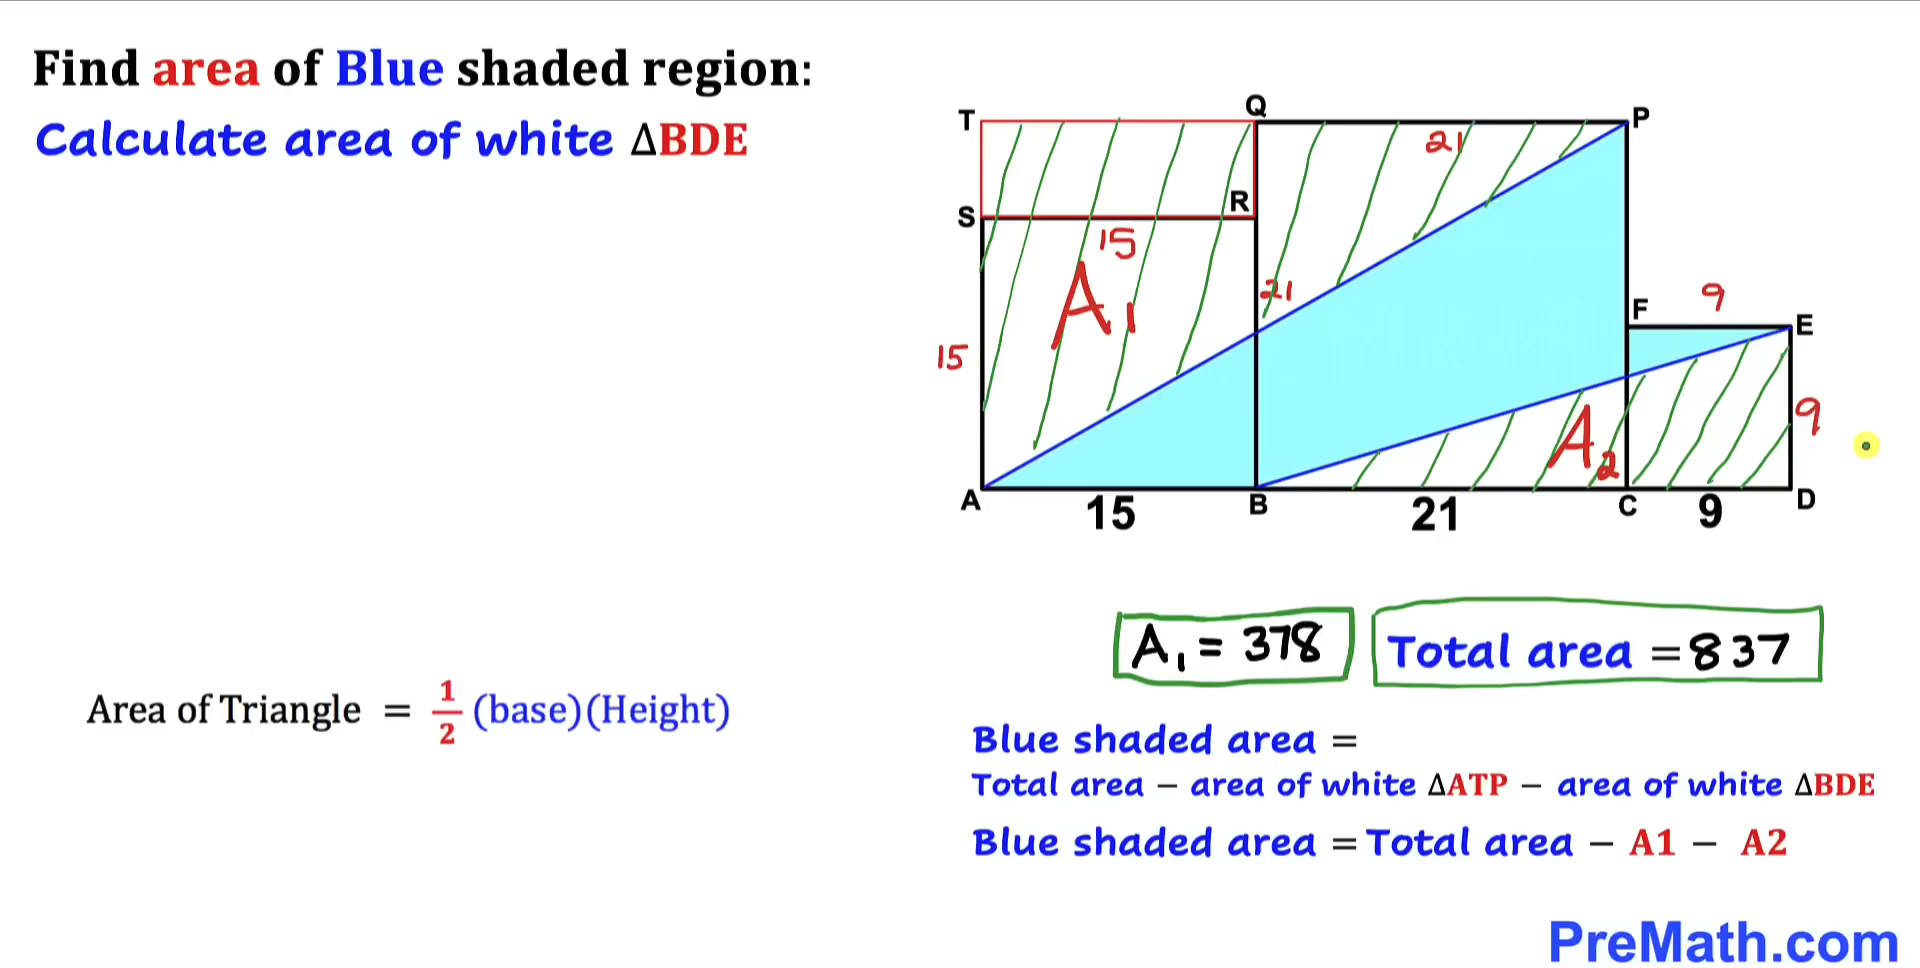 Find area of Blue shaded region:
Calculate area of white ΔBDE
T
Q
P
21
S
R
15
A1
21
15
F
9
E
9
A2
A
15
B
21
C
9
D
A1 = 378
Total area = 837
Area of Triangle = 1/2 (base)(Height)
Blue shaded area =
Total area − area of white ΔATP − area of white ΔBDE
Blue shaded area = Total area − A1 − A2
PreMath.com